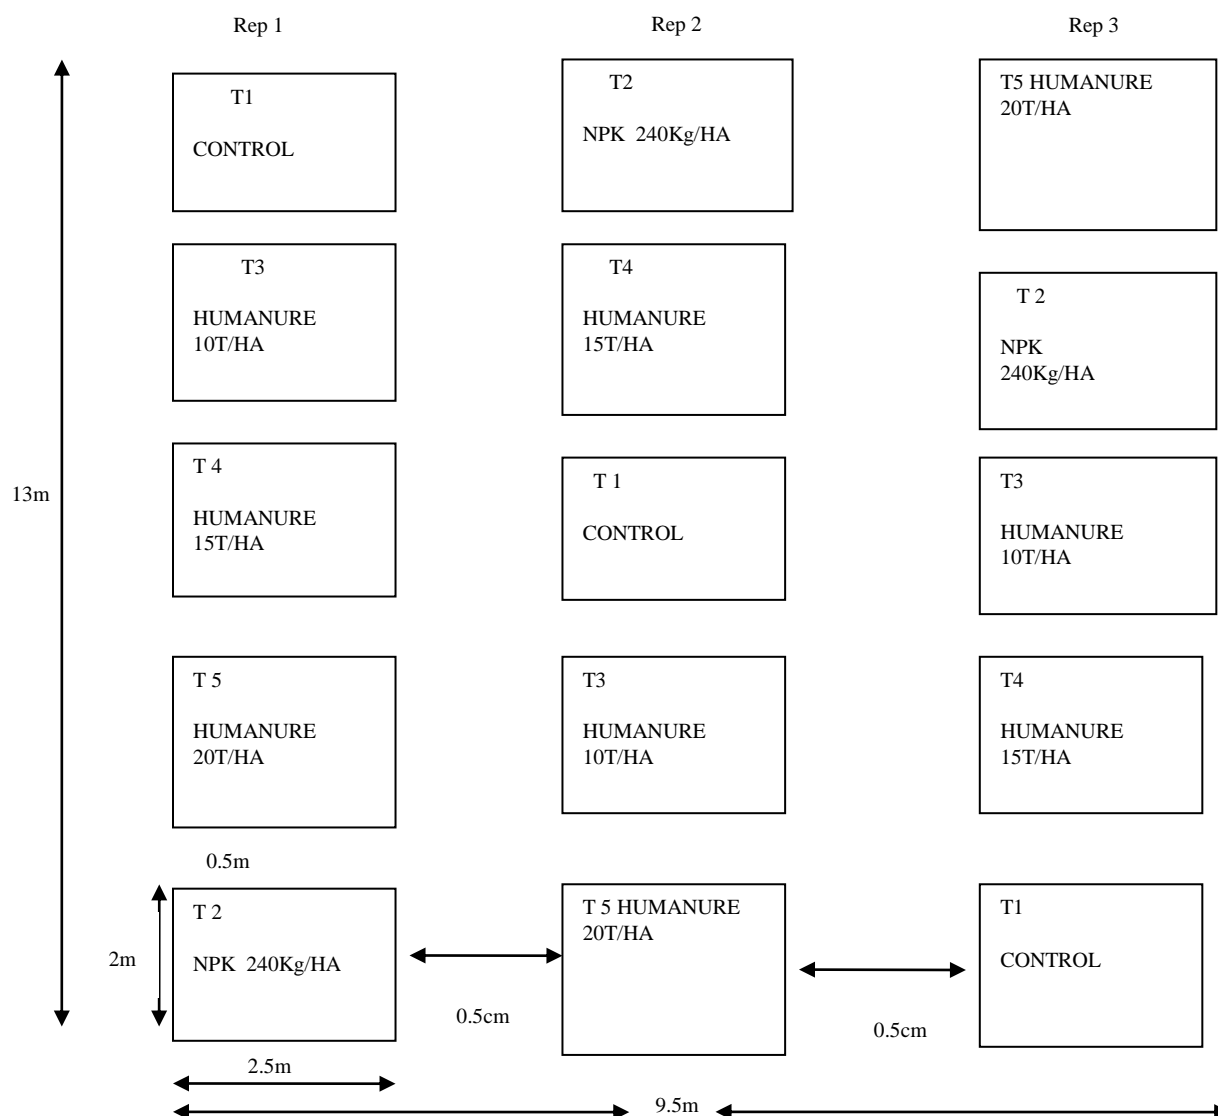 Rep 1
Rep 2
Rep 3
T1
CONTROL
T2
NPK  240Kg/HA
T5 HUMANURE
20T/HA
T3
HUMANURE
10T/HA
T4
HUMANURE
15T/HA
T 2
NPK
240Kg/HA
13m
T 4
HUMANURE
15T/HA
T 1
CONTROL
T3
HUMANURE
10T/HA
T 5
HUMANURE
20T/HA
T3
HUMANURE
10T/HA
T4
HUMANURE
15T/HA
0.5m
2m
T 2
NPK  240Kg/HA
T 5 HUMANURE
20T/HA
T1
CONTROL
0.5cm
0.5cm
2.5m
9.5m